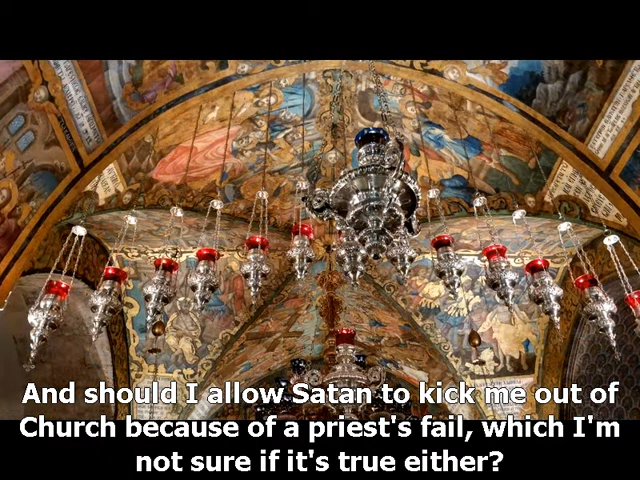 And should I allow Satan to kick me out of
Church because of a priest's fail, which I'm
not sure if it's true either?